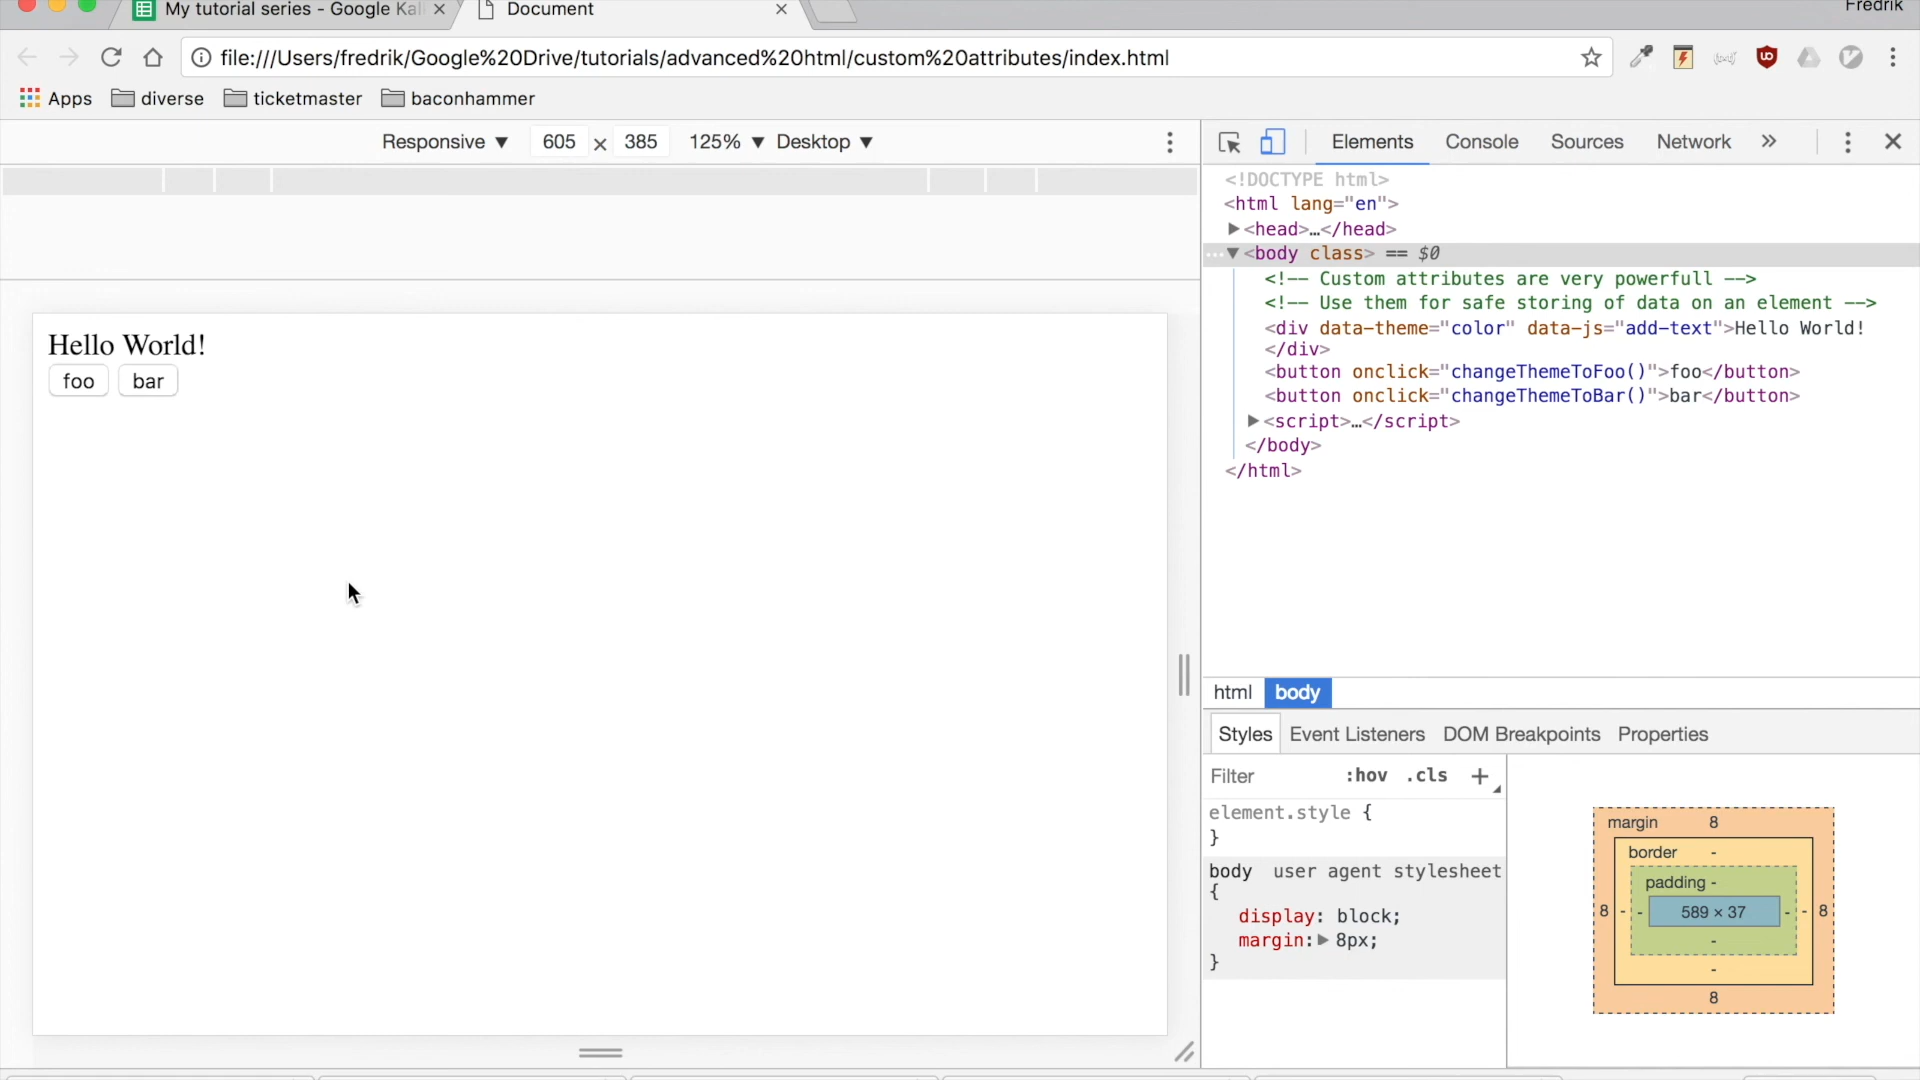 My tutorial series - Google Kal
Document
Fredrik
file:///Users/fredrik/Google%20Drive/tutorials/advanced%20html/custom%20attributes/index.html
Apps diverse ticketmaster baconhammer
Responsive ▼ 605 × 385 125% ▼ Desktop ▼
Hello World!
foo bar
Elements Console Sources Network »
<!DOCTYPE html>
<html lang="en">
▶<head>…</head>
…▼<body class> == $0
<!-- Custom attributes are very powerfull -->
<!-- Use them for safe storing of data on an element -->
<div data-theme="color" data-js="add-text">Hello World!
</div>
<button onclick="changeThemeToFoo()">foo</button>
<button onclick="changeThemeToBar()">bar</button>
▶<script>…</script>
</body>
</html>
html body
Styles Event Listeners DOM Breakpoints Properties
Filter :hov .cls +
element.style {
}
body user agent stylesheet
{
display: block;
margin:▶ 8px;
}
margin 8
border -
padding -
8 - - 589 × 37 - - 8
-
-
8